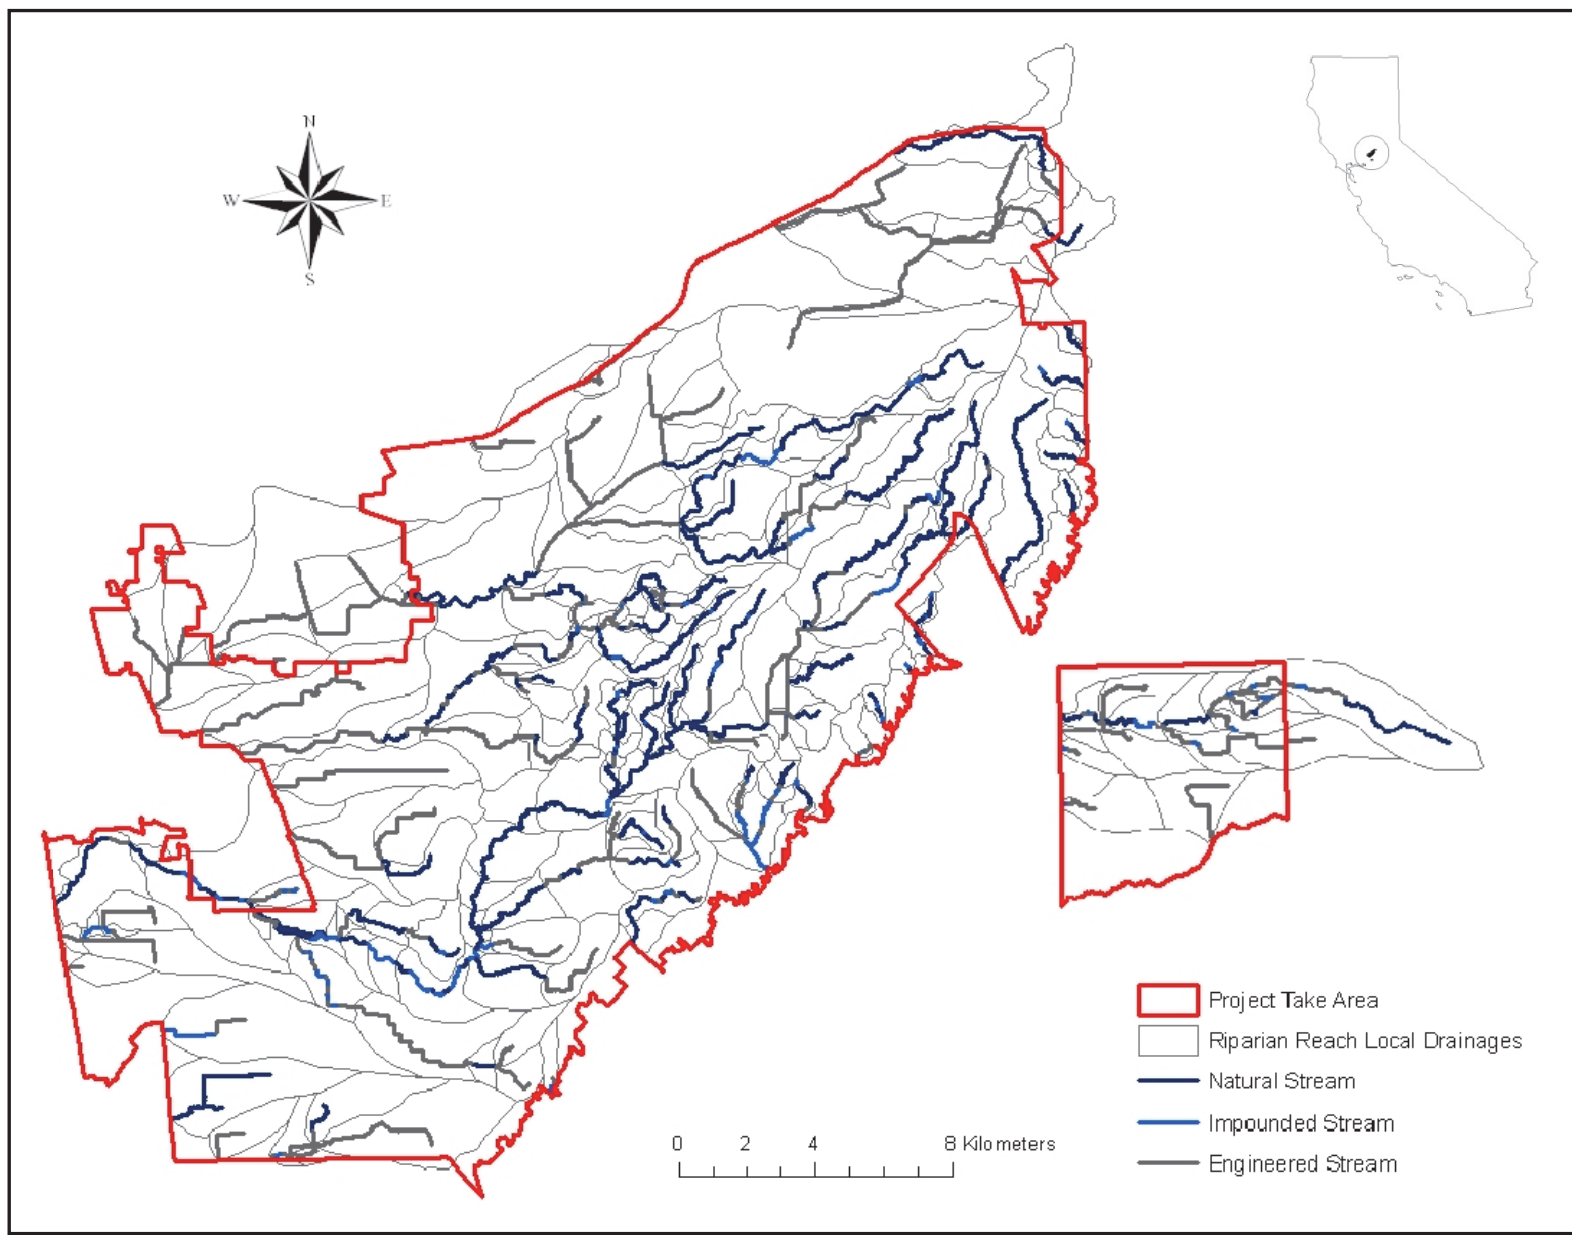 N
W E
S
Project Take Area
Riparian Reach Local Drainages
Natural Stream
Impounded Stream
Engineered Stream
0 2 4 8 Kilometers